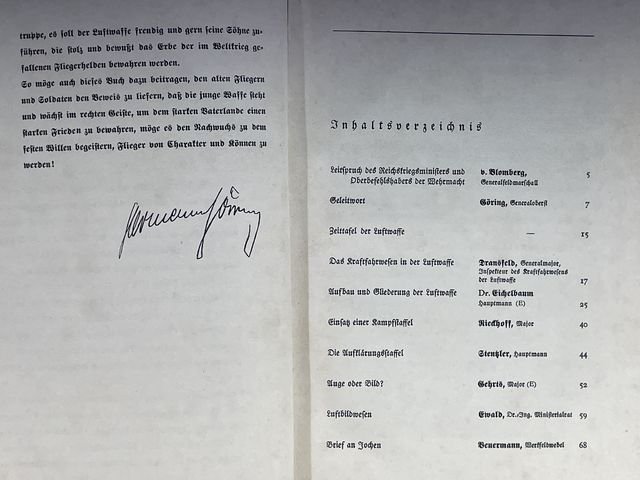 truppe, es soll der Luftwaffe freudig und gern seine Söhne zu-
führen, die stolz und bewußt das Erbe der im Weltkrieg ge-
fallenen Fliegerhelden bewahren werden.
So möge auch dieses Buch dazu beitragen, den alten Fliegern
und Soldaten den Beweis zu liefern, daß die junge Waffe steht
und wächst im rechten Geiste, um dem starken Vaterlande einen
starken Frieden zu bewahren, möge es den Nachwuchs zu dem
festen Willen begeistern, Flieger von Charakter und Können zu
werden!
Hermann Göring
Inhaltsverzeichnis
Leitspruch des Reichskriegsministers und v. Blomberg, 5
Oberbefehlshabers der Wehrmacht Generalfeldmarschall
Geleitwort Göring, Generaloberst 7
Zeittafel der Luftwaffe — 15
Das Kraftfahrwesen in der Luftwaffe Dransfeld, Generalmajor,
Inspekteur des Kraftfahrwesens
der Luftwaffe 17
Aufbau und Gliederung der Luftwaffe Dr. Eichelbaum
Hauptmann (E) 25
Einsatz einer Kampfstaffel Rieckhoff, Major 40
Die Aufklärungsstaffel Stentzler, Hauptmann 44
Auge oder Bild? Gehrts, Major (E) 52
Luftbildwesen Ewald, Dr.-Ing. Ministerialrat 59
Brief an Jochen Beuermann, Werftfeldwebel 68